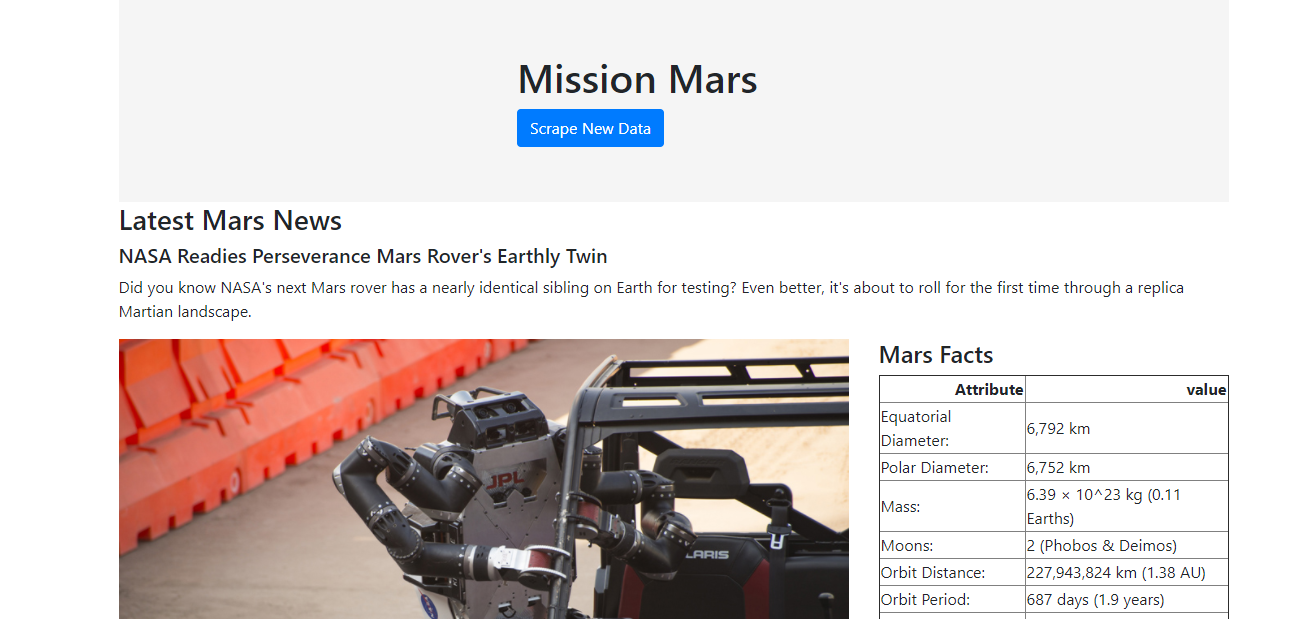 Mission Mars
Scrape New Data
Latest Mars News
NASA Readies Perseverance Mars Rover's Earthly Twin
Did you know NASA's next Mars rover has a nearly identical sibling on Earth for testing? Even better, it's about to roll for the first time through a replica
Martian landscape.
JPL
LARIS
Mars Facts
Attribute value
Equatorial
Diameter: 6,792 km
Polar Diameter: 6,752 km
Mass: 6.39 × 10^23 kg (0.11
Earths)
Moons: 2 (Phobos & Deimos)
Orbit Distance: 227,943,824 km (1.38 AU)
Orbit Period: 687 days (1.9 years)